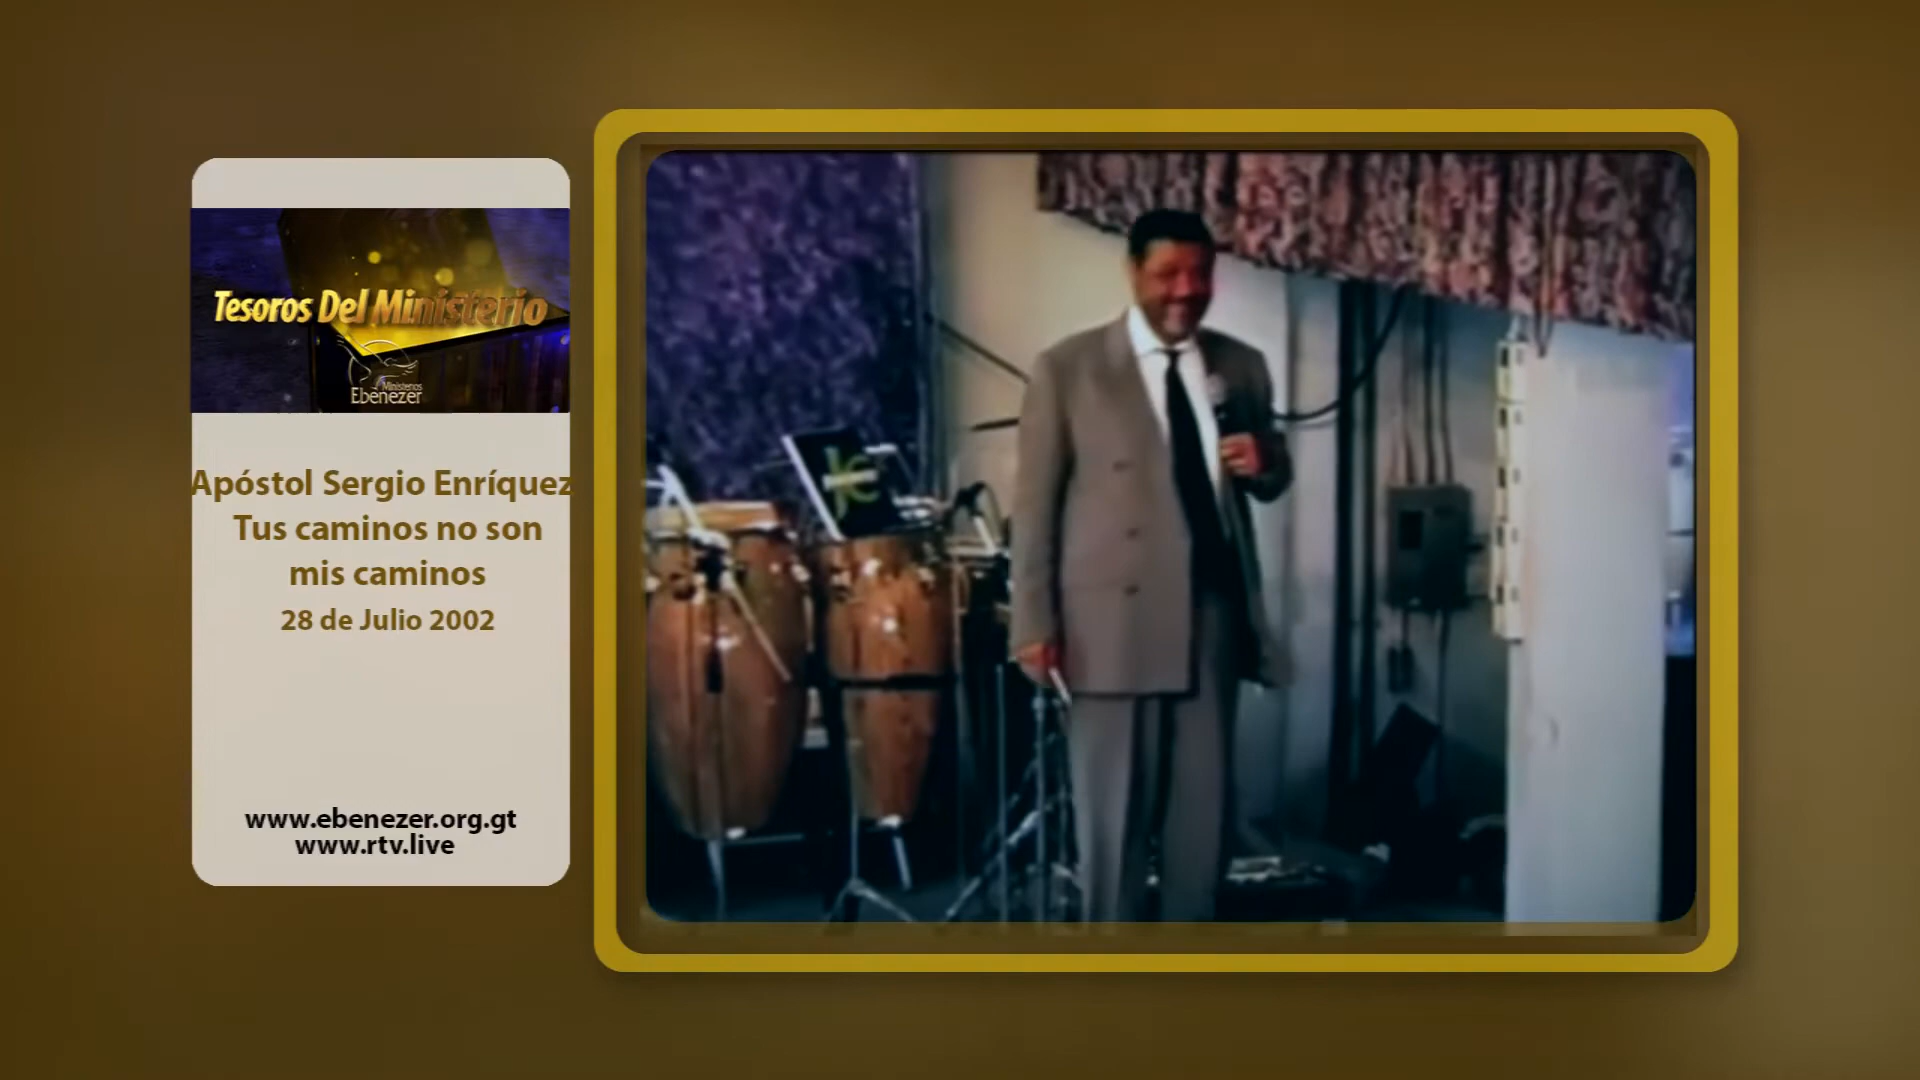 Tesoros Del Ministerio
Ministerios
Ebenezer
Apóstol Sergio Enríquez
Tus caminos no son
mis caminos
28 de Julio 2002
www.ebenezer.org.gt
www.rtv.live
JC